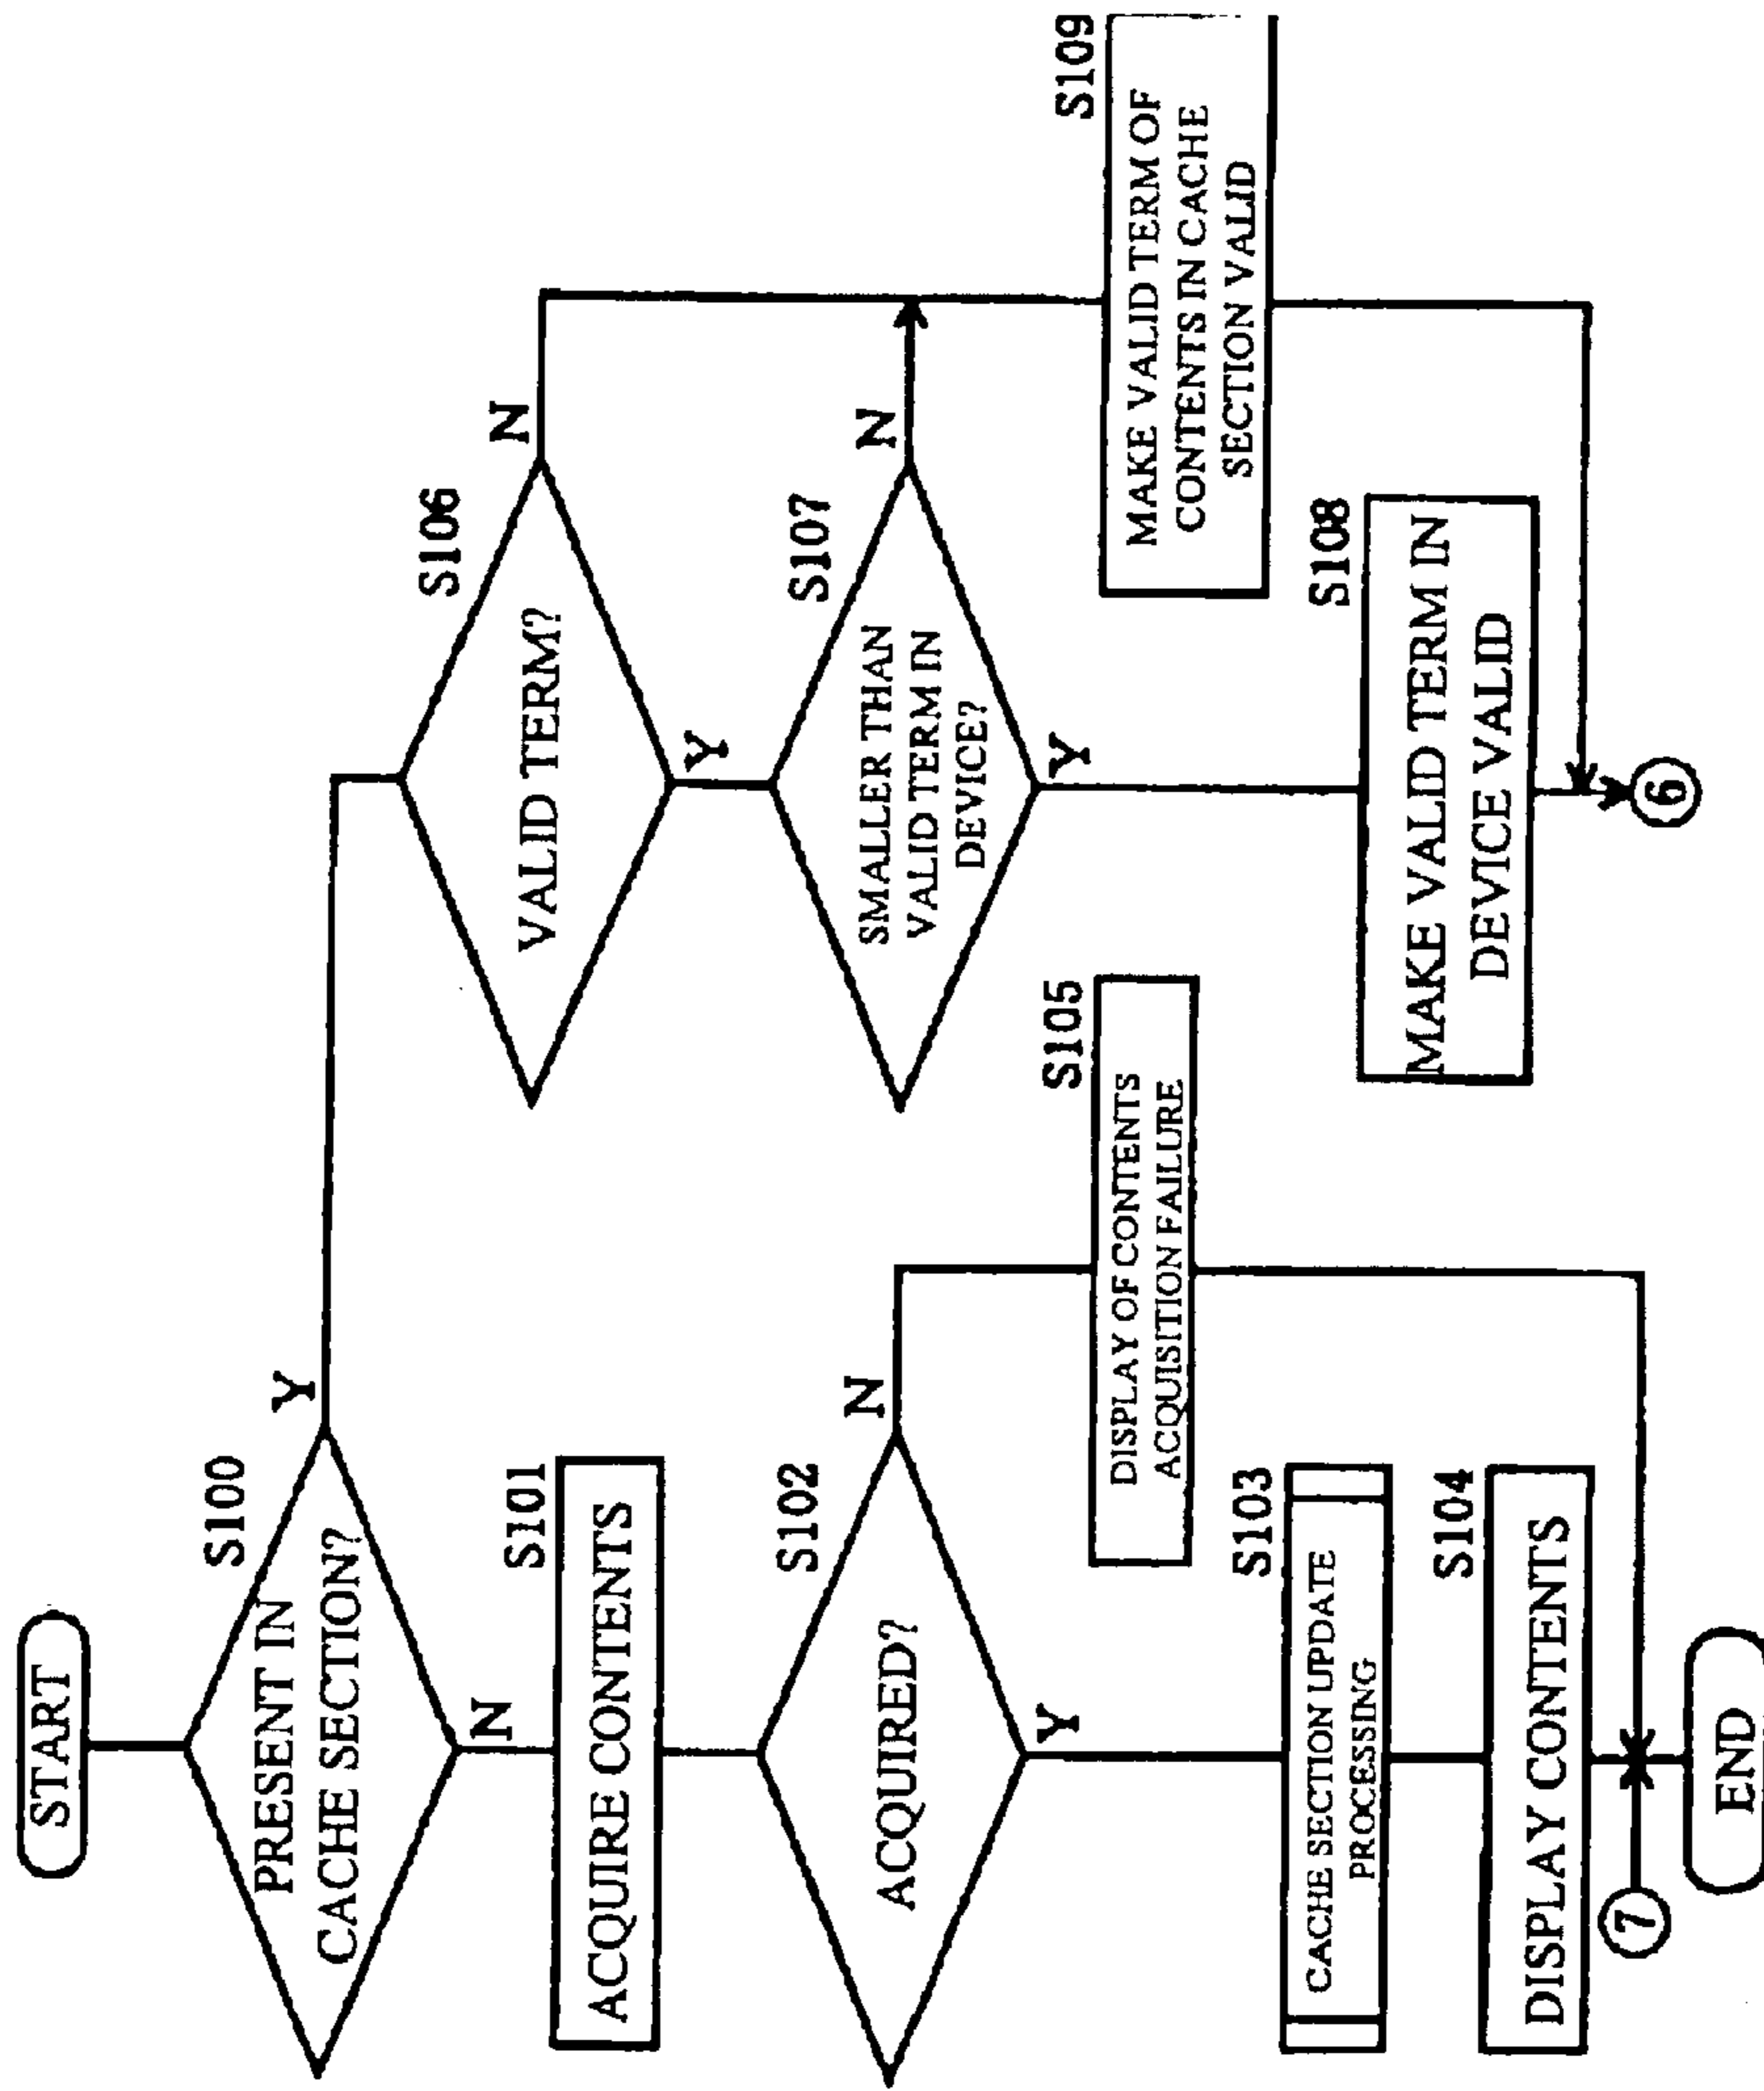 START
S100
PRESENT IN
CACHE SECTION?
Y
N
S101
ACQUIRE CONTENTS
S102
ACQUIRED?
N
Y
S105
DISPLAY OF CONTENTS
ACQUISITION FAILURE
S103
CACHE SECTION UPDATE
PROCESSING
S104
DISPLAY CONTENTS
7
END
S106
VALID TERM?
N
Y
S107
SMALLER THAN
VALID TERM IN
DEVICE?
N
Y
S109
MAKE VALID TERM OF
CONTENTS IN CACHE
SECTION VALID
S108
MAKE VALID TERM IN
DEVICE VALID
6